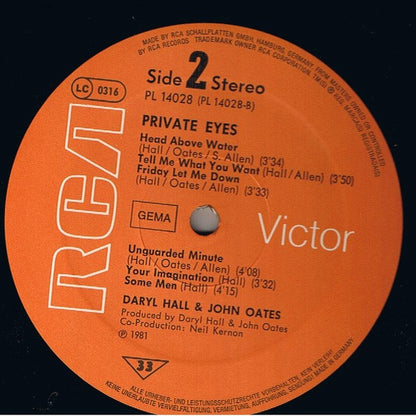 MADE BY RCA SCHALLPLATTEN GMBH, HAMBURG, GERMANY, FROM MASTERS OWNED OR CONTROLLED
BY RCA RECORDS TRADEMARK OWNER RCA CORPORATION. TM(S) ® REG. MARCA(S) REGISTRADA(S)
Side 2 Stereo
PL 14028 (PL 14028-B)
LC 0316
PRIVATE EYES
Head Above Water
(Hall / Oates / S. Allen) (3'34)
Tell Me What You Want (Hall / Allen) (3'50)
Friday Let Me Down
(Hall / Oates / Allen) (3'33)
RCA
GEMA
Victor
Unguarded Minute
(Hall / Oates / Allen) (4'08)
Your Imagination (Hall) (3'32)
Some Men (Hall) (4'15)
DARYL HALL & JOHN OATES
Produced by Daryl Hall & John Oates
Co-Production: Neil Kernon
℗ 1981
33
ALLE URHEBER- UND LEISTUNGSSCHUTZRECHTE VORBEHALTEN. KEIN VERLEIH!
KEINE UNERLAUBTE VERVIELFÄLTIGUNG, VERMIETUNG, AUFFÜHRUNG, SENDUNG! MADE IN GERMANY